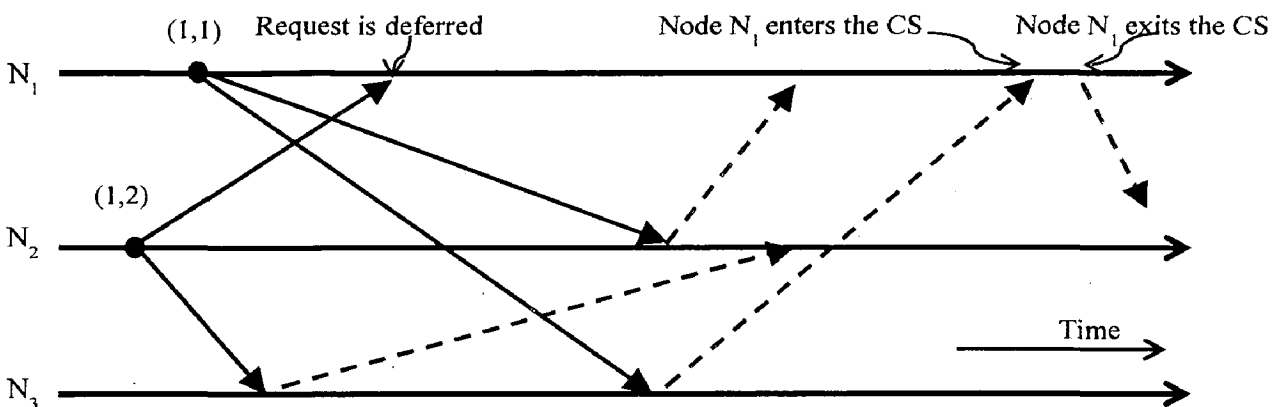 (1,1) Request is deferred Node N₁ enters the CS Node N₁ exits the CS
N₁
(1,2)
N₂
Time
N₃